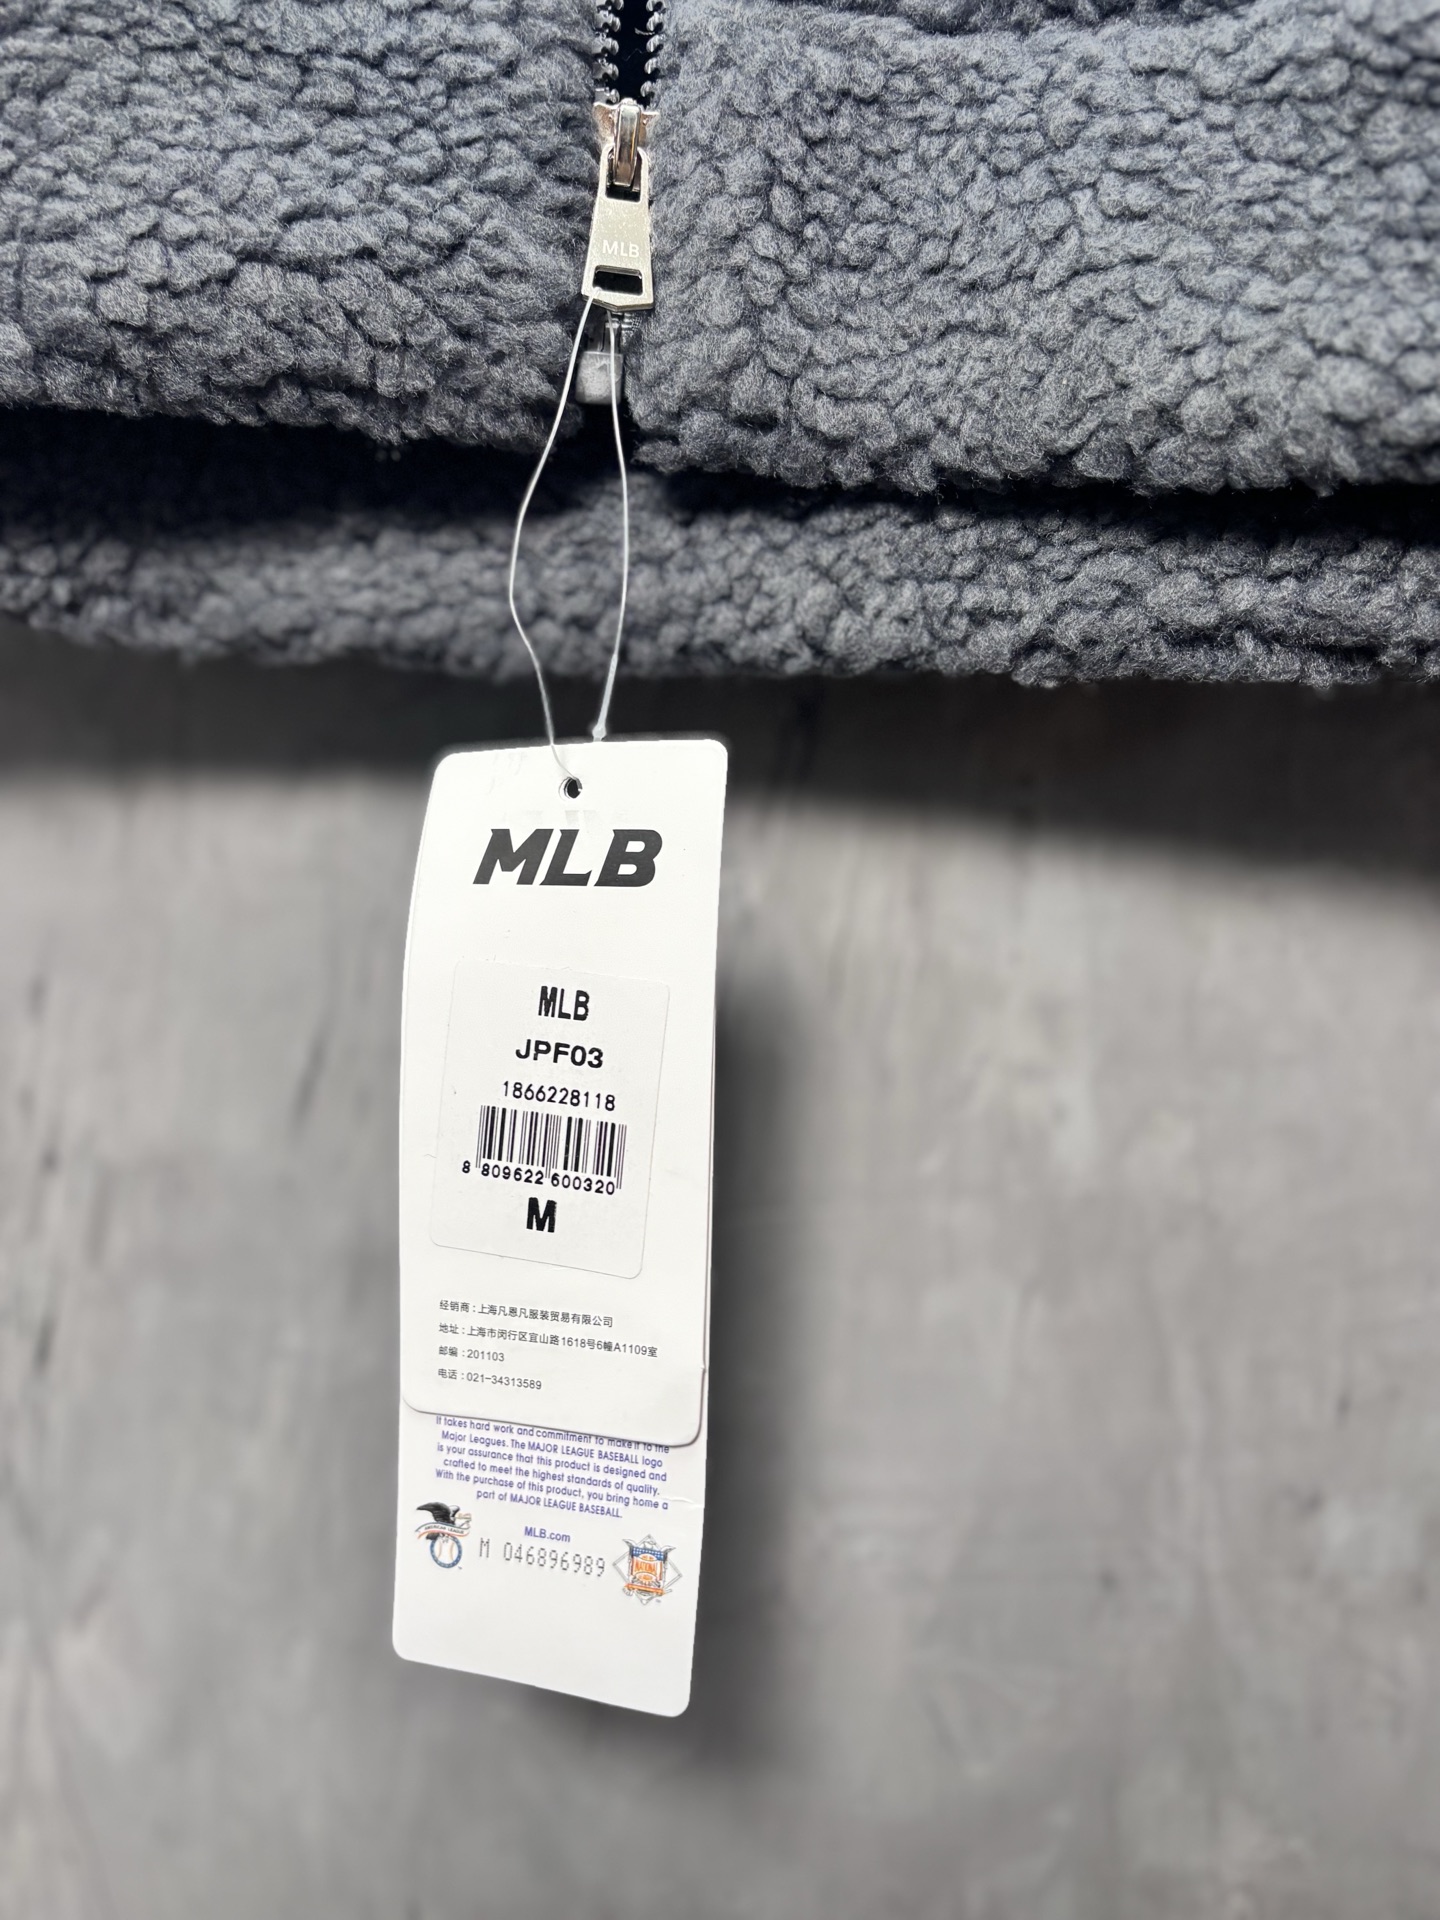 MLB
MLB
MLB
JPF03
1866228118
8 809622 600320
M
经销商:上海凡恩凡服装贸易有限公司
地址:上海市闵行区宜山路1618号6幢A1109室
邮编:201103
电话:021-34313589
It takes hard work and commitment to make it to the
Major Leagues. The MAJOR LEAGUE BASEBALL logo
is your assurance that this product is designed and
crafted to meet the highest standards of quality.
With the purchase of this product, you bring home a
part of MAJOR LEAGUE BASEBALL.
MLB.com
AMERICAN LEAGUE
M 046896989
NATIONAL